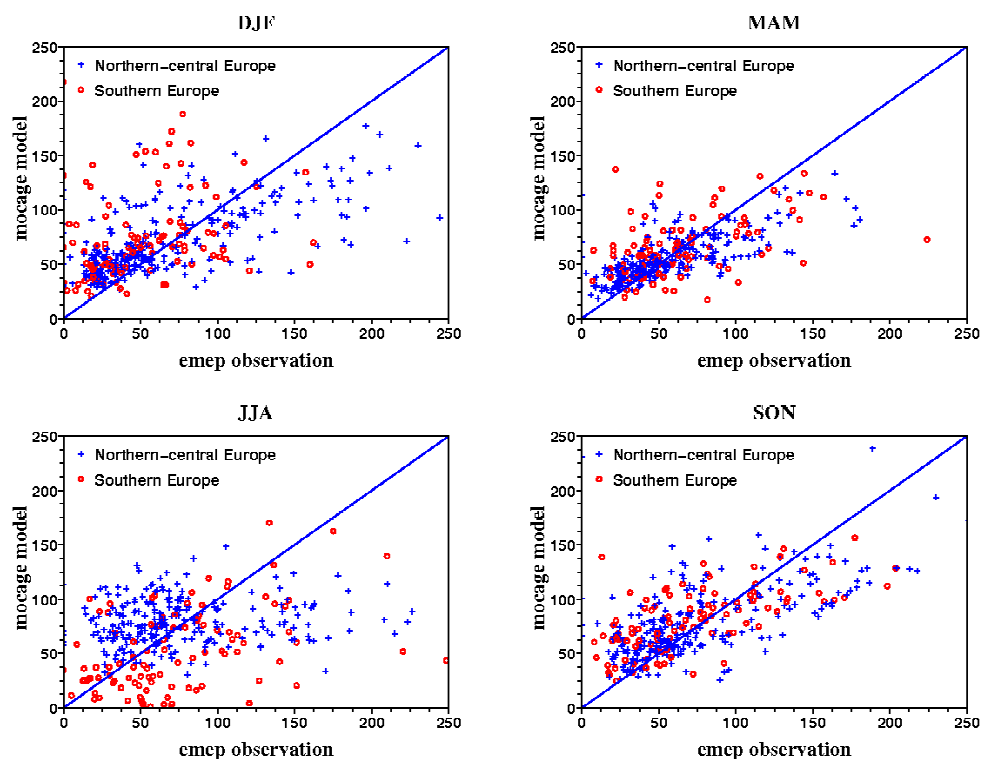 DJF
MAM
250
200
150
100
50
0
mocage model
Northern-central Europe
Southern Europe
0 50 100 150 200 250
emep observation
250
200
150
100
50
0
mocage model
Northern-central Europe
Southern Europe
0 50 100 150 200 250
emep observation
JJA
SON
250
200
150
100
50
0
mocage model
Northern-central Europe
Southern Europe
0 50 100 150 200 250
emep observation
250
200
150
100
50
0
mocage model
Northern-central Europe
Southern Europe
0 50 100 150 200 250
emep observation